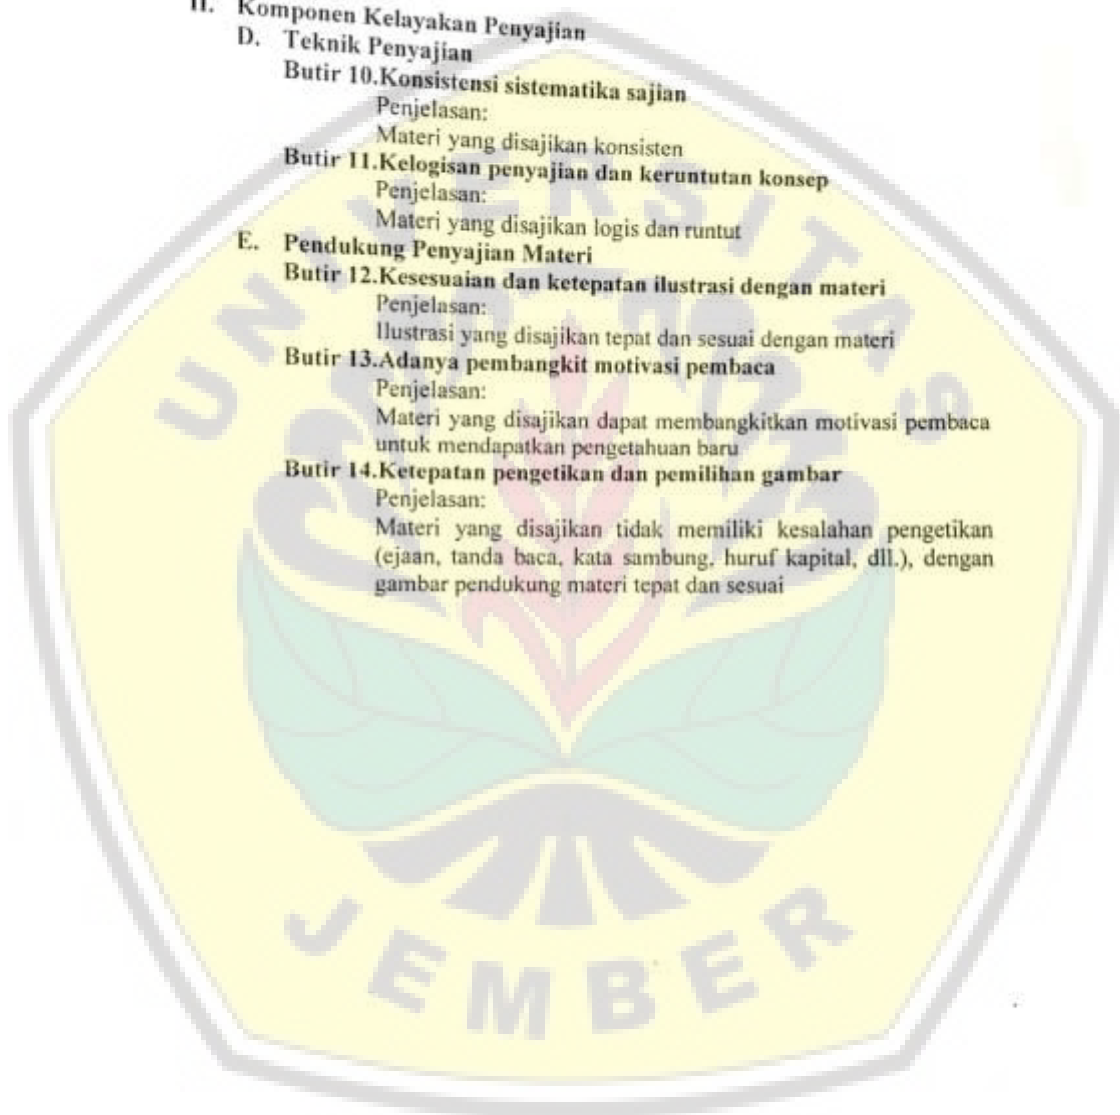 II. Komponen Kelayakan Penyajian
D. Teknik Penyajian
Butir 10.Konsistensi sistematika sajian
Penjelasan:
Materi yang disajikan konsisten
Butir 11.Kelogisan penyajian dan keruntutan konsep
Penjelasan:
Materi yang disajikan logis dan runtut
E. Pendukung Penyajian Materi
Butir 12.Kesesuaian dan ketepatan ilustrasi dengan materi
Penjelasan:
Ilustrasi yang disajikan tepat dan sesuai dengan materi
Butir 13.Adanya pembangkit motivasi pembaca
Penjelasan:
Materi yang disajikan dapat membangkitkan motivasi pembaca
untuk mendapatkan pengetahuan baru
Butir 14.Ketepatan pengetikan dan pemilihan gambar
Penjelasan:
Materi yang disajikan tidak memiliki kesalahan pengetikan
(ejaan, tanda baca, kata sambung, huruf kapital, dll.), dengan
gambar pendukung materi tepat dan sesuai
UNIVERSITAS
JEMBER